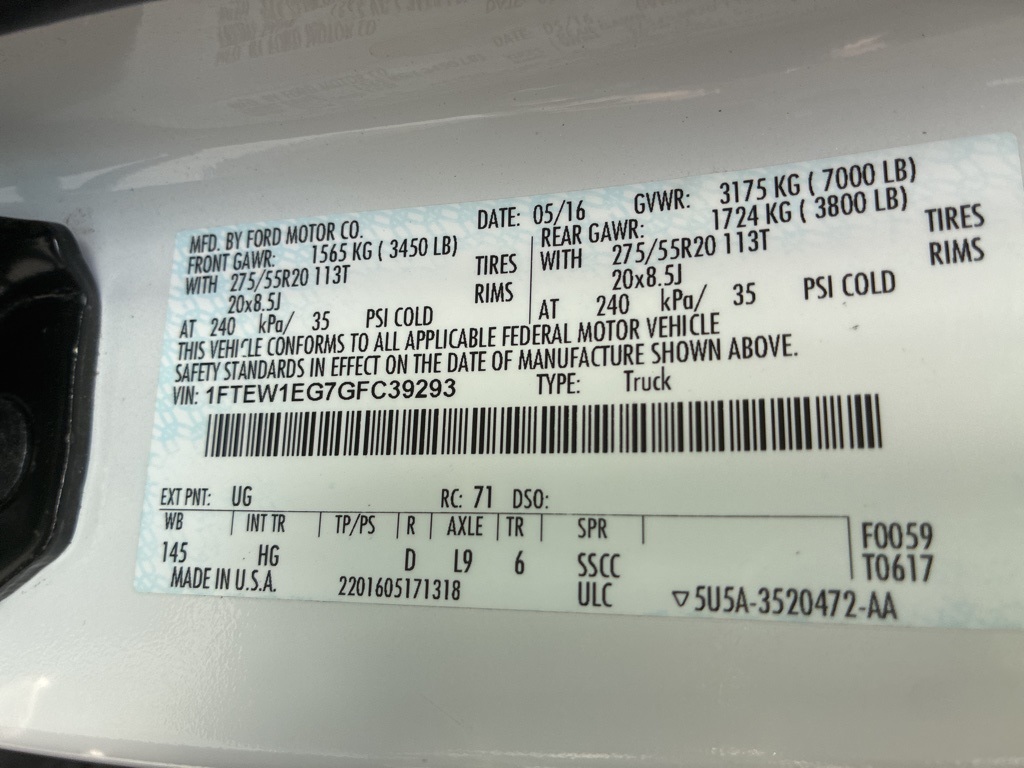 MFD. BY FORD MOTOR CO. DATE: 05/16 GVWR: 3175 KG ( 7000 LB)
FRONT GAWR: 1565 KG ( 3450 LB) REAR GAWR: 1724 KG ( 3800 LB)
WITH 275/55R20 113T TIRES WITH 275/55R20 113T TIRES
20x8.5J RIMS 20x8.5J RIMS
AT 240 kPa/ 35 PSI COLD AT 240 kPa/ 35 PSI COLD
THIS VEHICLE CONFORMS TO ALL APPLICABLE FEDERAL MOTOR VEHICLE
SAFETY STANDARDS IN EFFECT ON THE DATE OF MANUFACTURE SHOWN ABOVE.
VIN: 1FTEW1EG7GFC39293 TYPE: Truck
EXT PNT: UG RC: 71 DSO:
WB INT TR TP/PS R AXLE TR SPR F0059
145 HG D L9 6 SSCC T0617
MADE IN U.S.A. 2201605171318 ULC ▽5U5A-3520472-AA